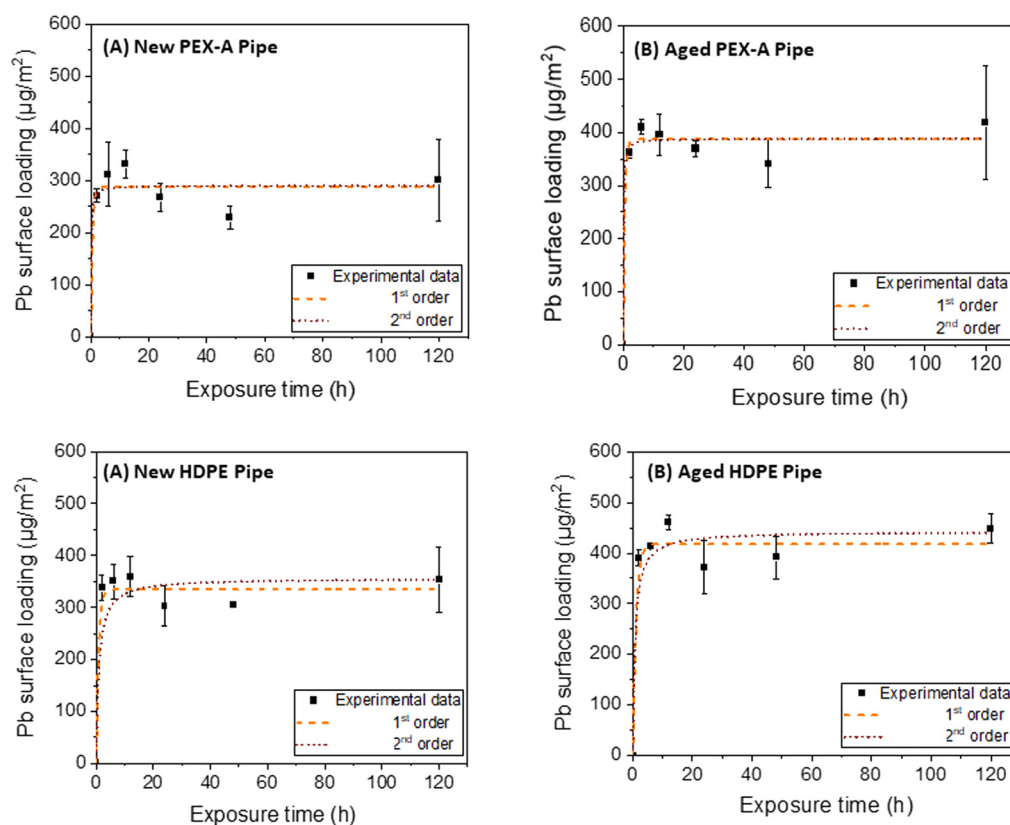 (A) New PEX-A Pipe
Pb surface loading (µg/m²)
600
500
400
300
200
100
0
0 20 40 60 80 100 120
Exposure time (h)
Experimental data
1st order
2nd order
(B) Aged PEX-A Pipe
Pb surface loading (µg/m²)
600
500
400
300
200
100
0
0 20 40 60 80 100 120
Exposure time (h)
Experimental data
1st order
2nd order
(A) New HDPE Pipe
Pb surface loading (µg/m²)
600
500
400
300
200
100
0
0 20 40 60 80 100 120
Exposure time (h)
Experimental data
1st order
2nd order
(B) Aged HDPE Pipe
Pb surface loading (µg/m²)
600
500
400
300
200
100
0
0 20 40 60 80 100 120
Exposure time (h)
Experimental data
1st order
2nd order